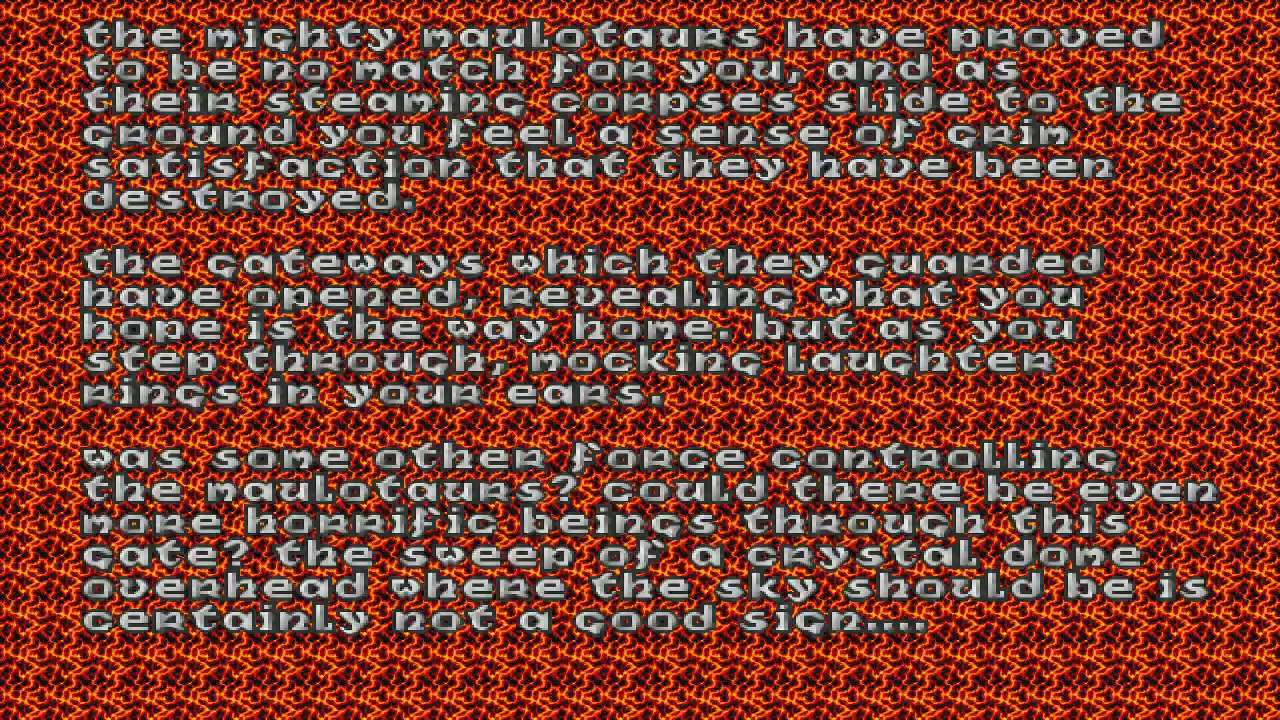 the mighty maulotaurs have proved
to be no match for you, and as
their steaming corpses slide to the
ground you feel a sense of grim
satisfaction that they have been
destroyed.
the gateways which they guarded
have opened, revealing what you
hope is the way home. but as you
step through, mocking laughter
rings in your ears.
was some other force controlling
the maulotaurs? could there be even
more horrific beings through this
gate? the sweep of a crystal dome
overhead where the sky should be is
certainly not a good sign....